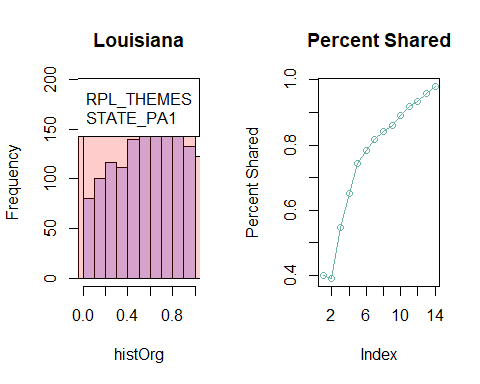 Louisiana
Frequency
0
50
100
150
200
RPL_THEMES
STATE_PA1
0.0
0.4
0.8
histOrg
Percent Shared
Percent Shared
0.4
0.6
0.8
1.0
2
6
10
14
Index